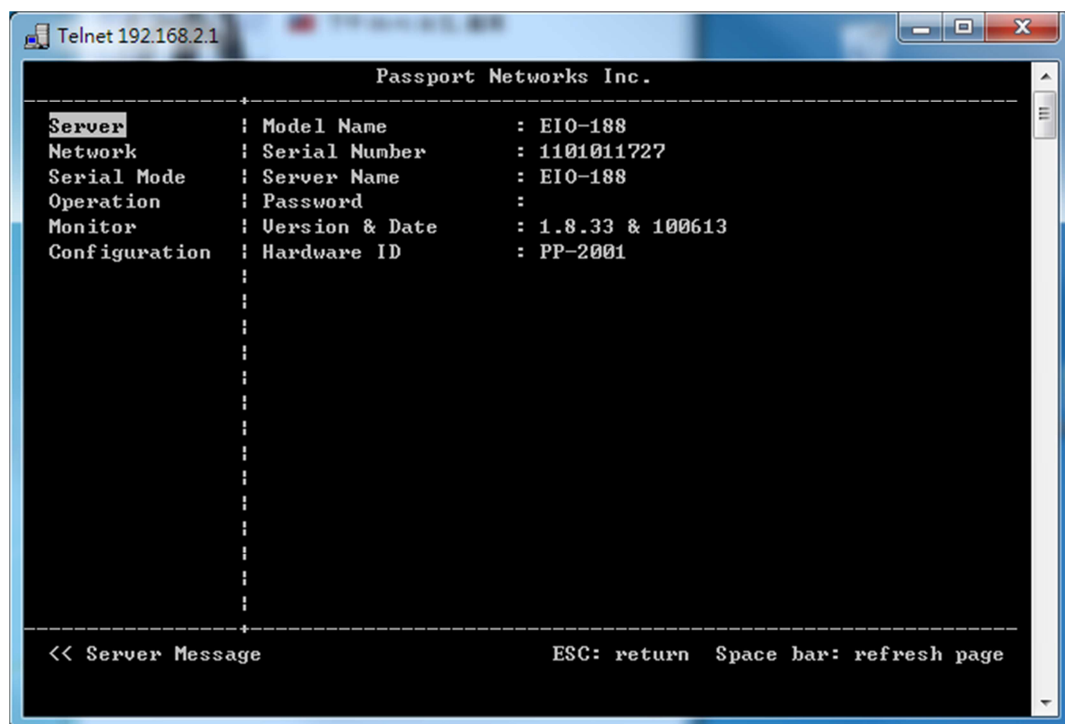 Telnet 192.168.2.1
Passport Networks Inc.
Server | Model Name : EIO-188
Network | Serial Number : 1101011727
Serial Mode | Server Name : EIO-188
Operation | Password :
Monitor | Version & Date : 1.8.33 & 100613
Configuration | Hardware ID : PP-2001
<< Server Message ESC: return Space bar: refresh page